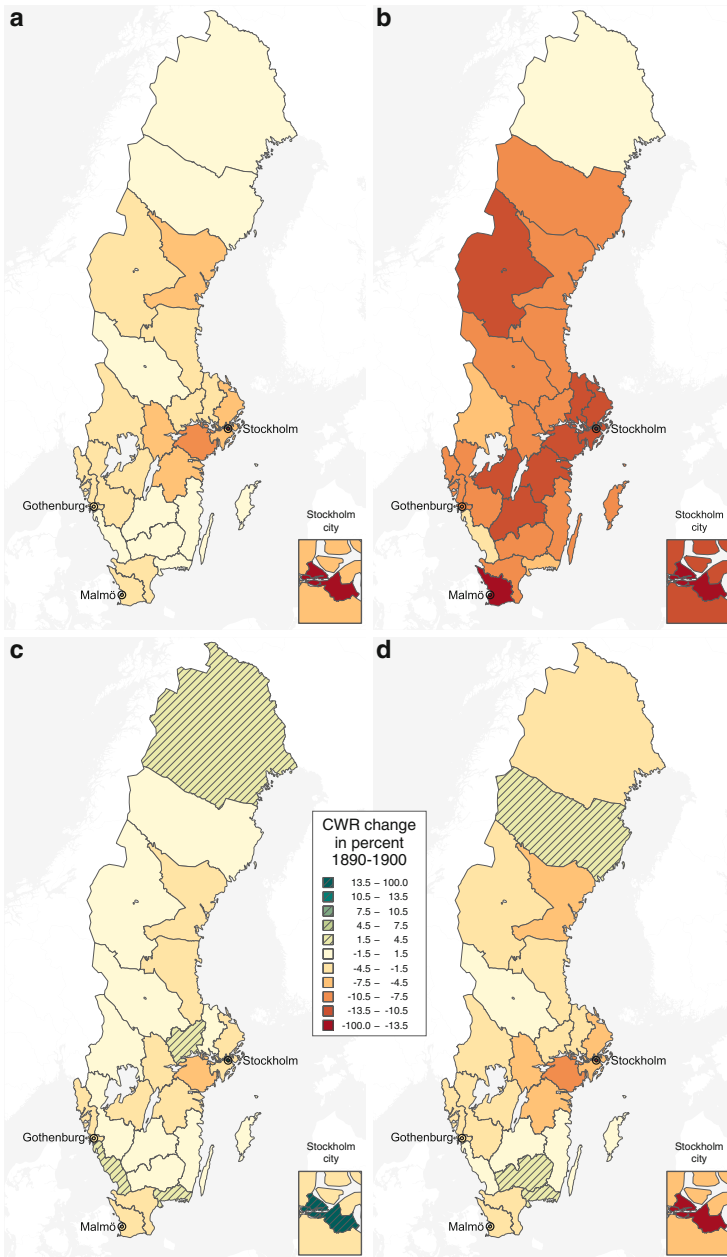 a
Stockholm
Gothenburg
Malmö
Stockholm
city
b
Stockholm
Gothenburg
Malmö
Stockholm
city
c
Stockholm
Gothenburg
Malmö
Stockholm
city
CWR change
in percent
1890-1900
13.5 – 100.0
10.5 – 13.5
7.5 – 10.5
4.5 – 7.5
1.5 – 4.5
-1.5 – 1.5
-4.5 – -1.5
-7.5 – -4.5
-10.5 – -7.5
-13.5 – -10.5
-100.0 – -13.5
d
Stockholm
Gothenburg
Malmö
Stockholm
city